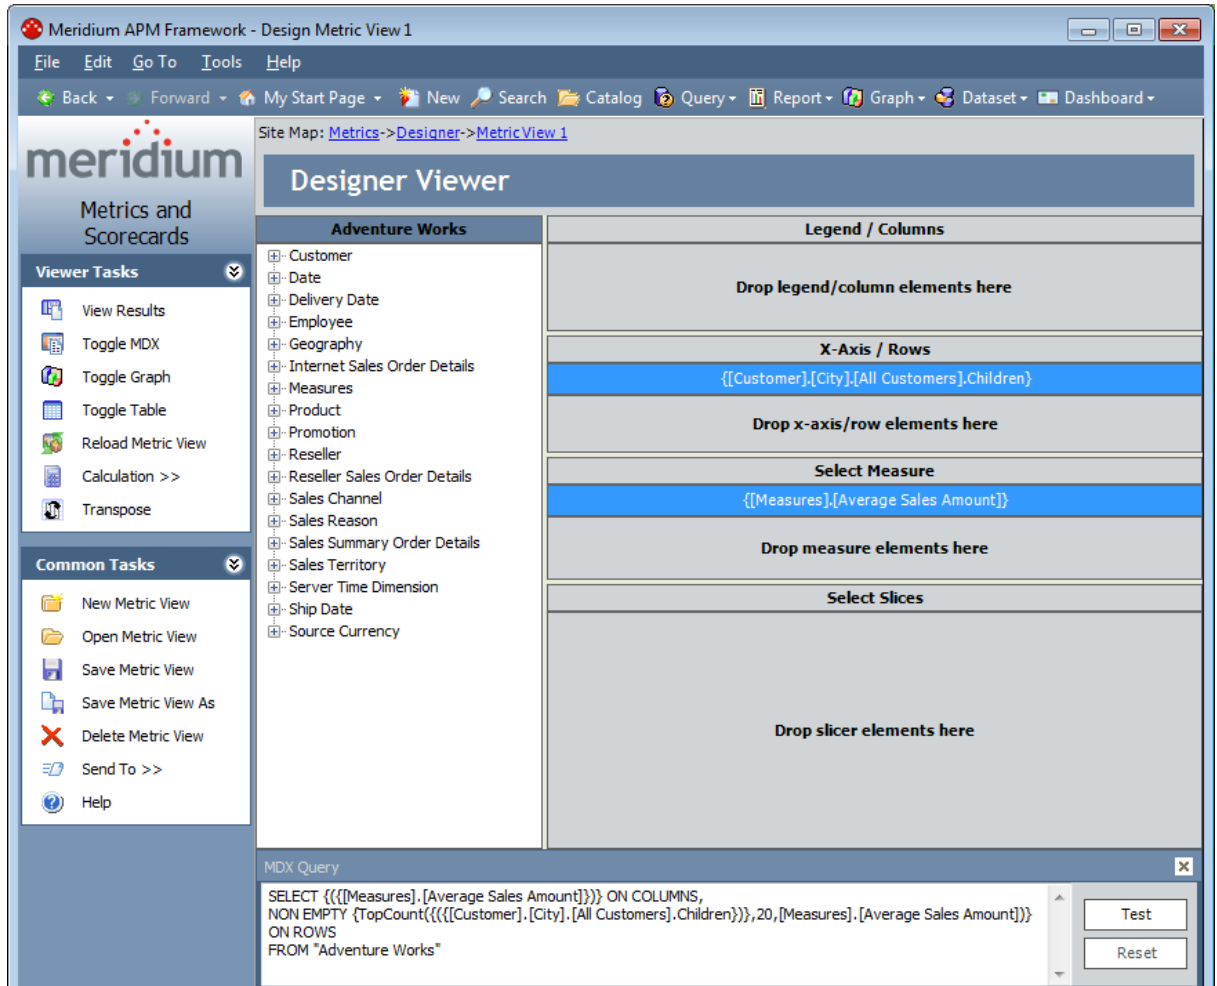 Meridium APM Framework - Design Metric View 1
File Edit Go To Tools Help
Back Forward My Start Page New Search Catalog Query Report Graph Dataset Dashboard
meridium
Metrics and
Scorecards
Viewer Tasks
View Results
Toggle MDX
Toggle Graph
Toggle Table
Reload Metric View
Calculation >>
Transpose
Common Tasks
New Metric View
Open Metric View
Save Metric View
Save Metric View As
Delete Metric View
Send To >>
Help
Site Map: Metrics->Designer->Metric View 1
Designer Viewer
Adventure Works
Customer
Date
Delivery Date
Employee
Geography
Internet Sales Order Details
Measures
Product
Promotion
Reseller
Reseller Sales Order Details
Sales Channel
Sales Reason
Sales Summary Order Details
Sales Territory
Server Time Dimension
Ship Date
Source Currency
Legend / Columns
Drop legend/column elements here
X-Axis / Rows
{[Customer].[City].[All Customers].Children}
Drop x-axis/row elements here
Select Measure
{[Measures].[Average Sales Amount]}
Drop measure elements here
Select Slices
Drop slicer elements here
MDX Query
SELECT {({[Measures].[Average Sales Amount]})} ON COLUMNS,
NON EMPTY {TopCount({({[Customer].[City].[All Customers].Children})},20,[Measures].[Average Sales Amount])}
ON ROWS
FROM "Adventure Works"
Test
Reset